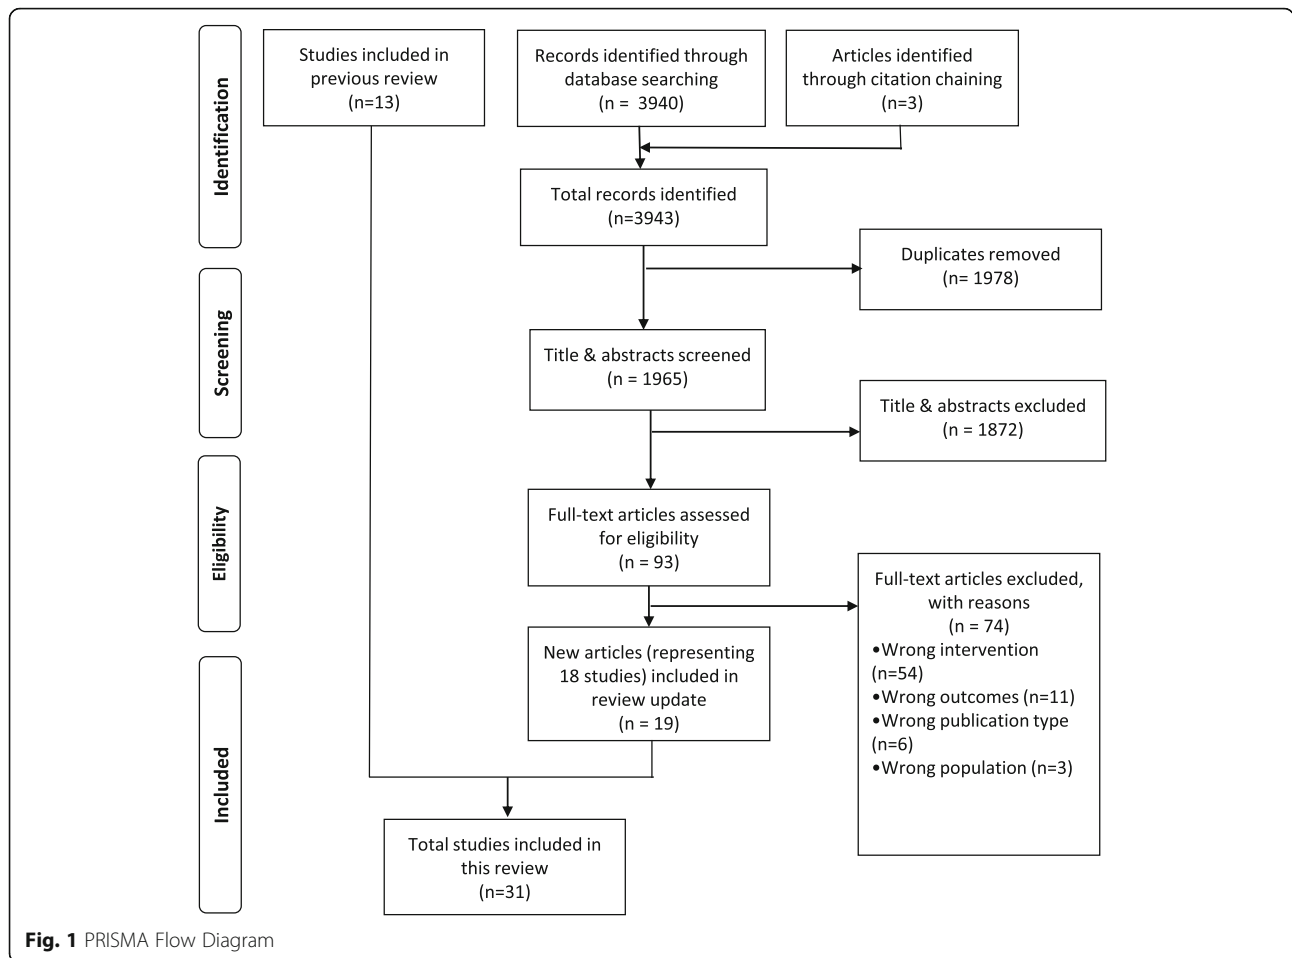 Identification
Studies included in
previous review
(n=13)
Records identified through
database searching
(n = 3940)
Articles identified
through citation chaining
(n=3)
Total records identified
(n=3943)
Duplicates removed
(n= 1978)
Screening
Title & abstracts screened
(n = 1965)
Title & abstracts excluded
(n = 1872)
Eligibility
Full-text articles assessed
for eligibility
(n = 93)
Full-text articles excluded,
with reasons
(n = 74)
•Wrong intervention
(n=54)
•Wrong outcomes (n=11)
•Wrong publication type
(n=6)
•Wrong population (n=3)
Included
New articles (representing
18 studies) included in
review update
(n = 19)
Total studies included in
this review
(n=31)
Fig. 1 PRISMA Flow Diagram